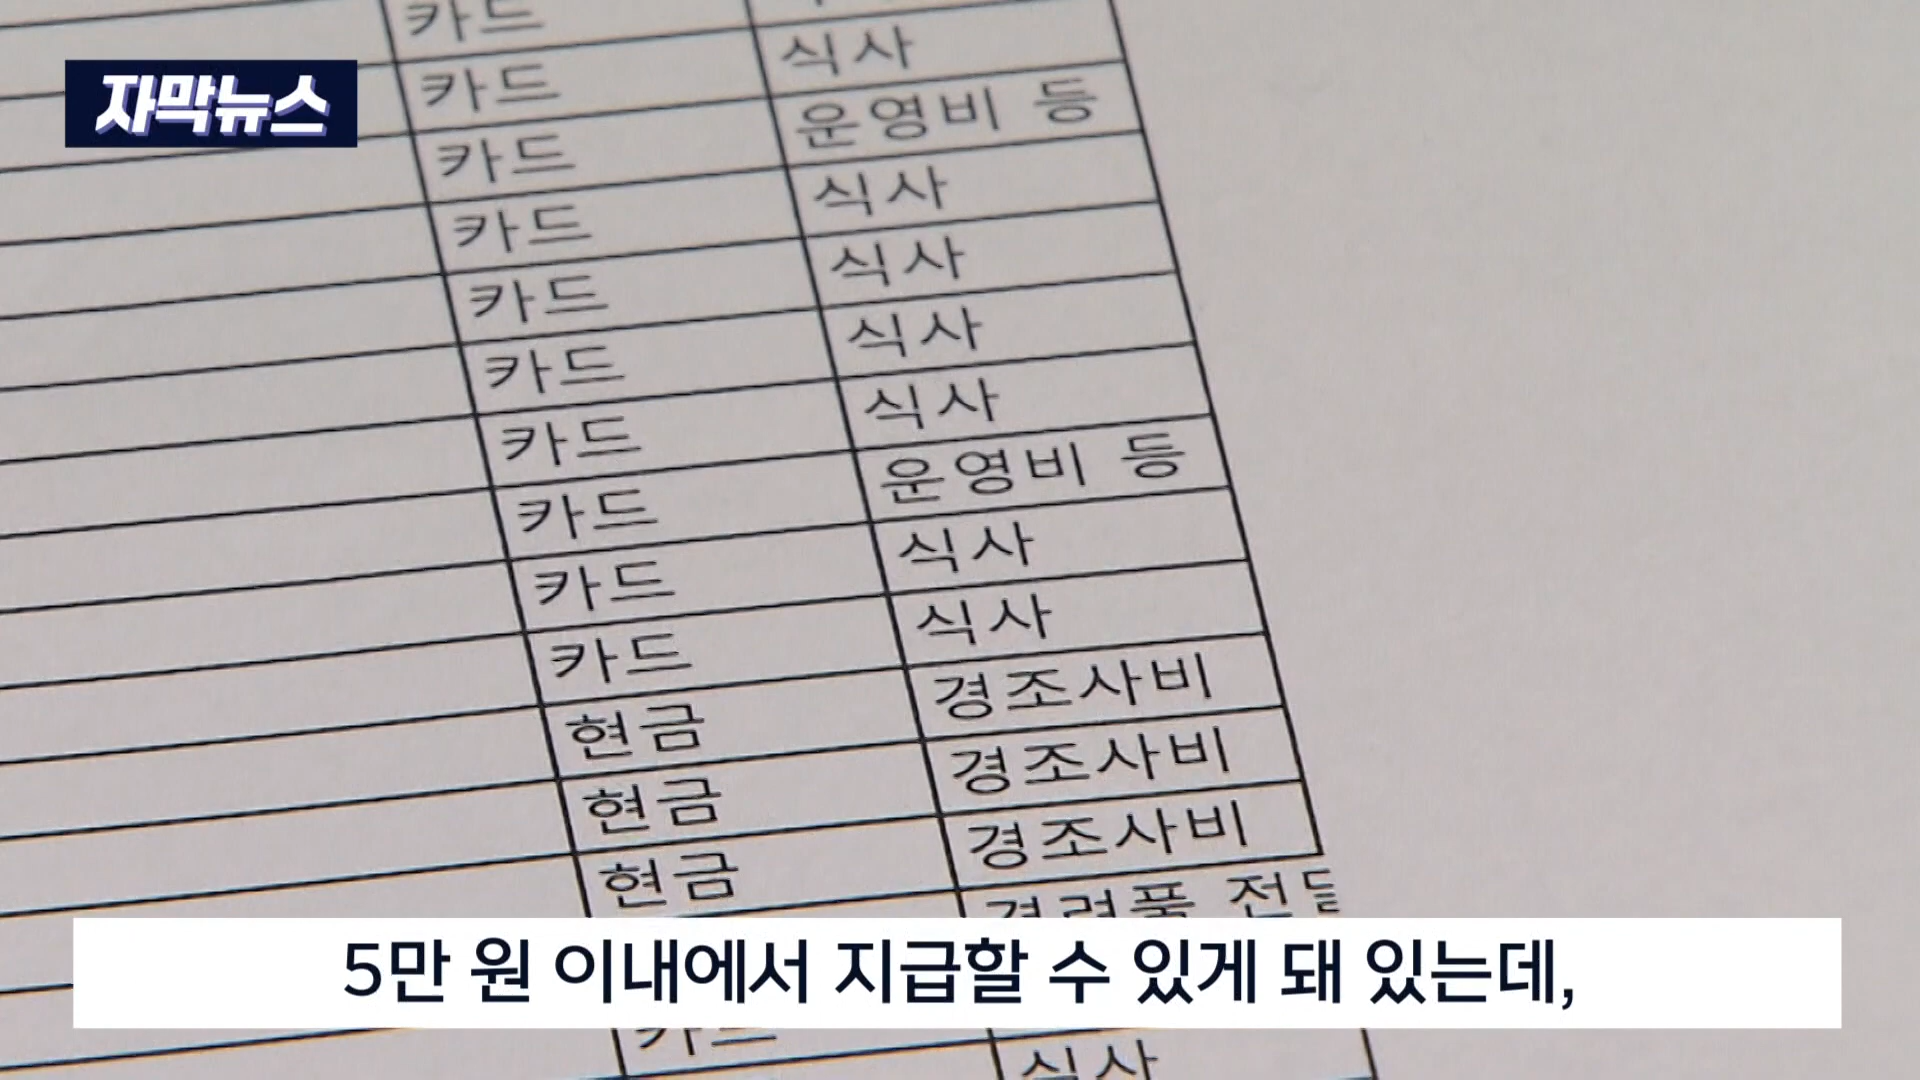 자막뉴스
카드
카드 식사
카드 운영비 등
카드 식사
카드 식사
카드 식사
카드 식사
카드 운영비 등
카드 식사
카드 식사
현금 경조사비
현금 경조사비
현금 경조사비
5만 원 이내에서 지급할 수 있게 돼 있는데,
카드 식사